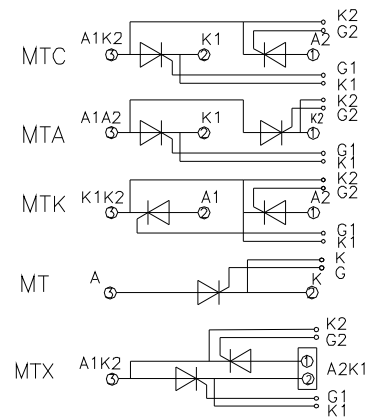 K2
A1K2 K1 A2 G2
MTC 3 2 1
G1
K1
K2
A1A2 K1 K2 G2
MTA 3 2 1
G1
K1
K2
K1K2 A1 A2 G2
MTK 3 2 1
G1
K1
K
A K G
MT 3 2
K2
G2
A1K2 1
MTX 3 2 A2K1
G1
K1